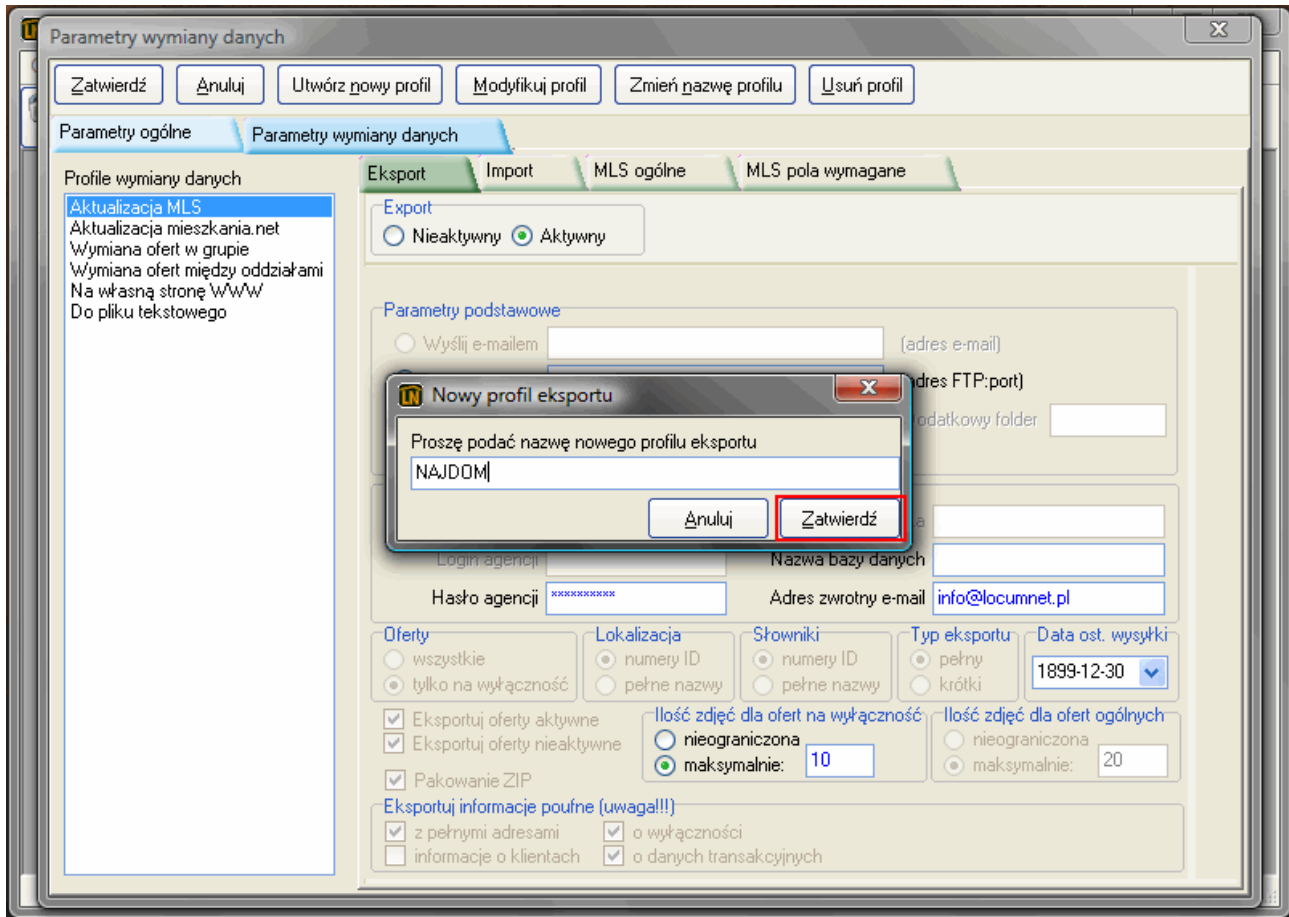 Parametry wymiany danych
Zatwierdź Anuluj Utwórz nowy profil Modyfikuj profil Zmień nazwę profilu Usuń profil
Parametry ogólne Parametry wymiany danych
Profile wymiany danych
Aktualizacja MLS
Aktualizacja mieszkania.net
Wymiana ofert w grupie
Wymiana ofert między oddziałami
Na własną stronę WWW
Do pliku tekstowego
Eksport Import MLS ogólne MLS pola wymagane
Export
Nieaktywny Aktywny
Parametry podstawowe
Wyślij e-mailem (adres e-mail)
adres FTP:port)
odatkowy folder
Nowy profil eksportu
Proszę podać nazwę nowego profilu eksportu
NAJDOM
Anuluj Zatwierdź
Login agencji Nazwa bazy danych
Hasło agencji ********** Adres zwrotny e-mail info@locumnet.pl
Oferty Lokalizacja Słowniki Typ eksportu Data ost. wysyłki
wszystkie numery ID numery ID pełny 1899-12-30
tylko na wyłączność pełne nazwy pełne nazwy krótki
Eksportuj oferty aktywne Ilość zdjęć dla ofert na wyłączność Ilość zdjęć dla ofert ogólnych
Eksportuj oferty nieaktywne nieograniczona nieograniczona
maksymalnie: 10 maksymalnie: 20
Pakowanie ZIP
Eksportuj informacje poufne (uwaga!!!)
z pełnymi adresami o wyłączności
informacje o klientach o danych transakcyjnych